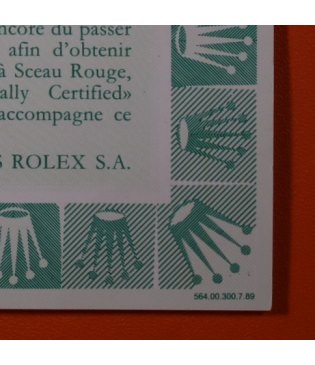 encore du passer
afin d'obtenir
à Sceau Rouge,
ally Certified»
accompagne ce
S ROLEX S.A.
564.00.300.7.89